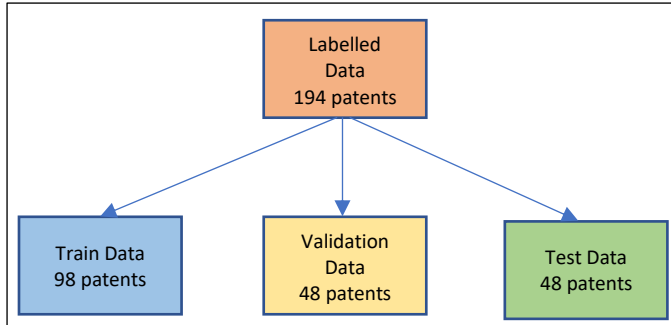 Labelled
Data
194 patents
Train Data
98 patents
Validation
Data
48 patents
Test Data
48 patents